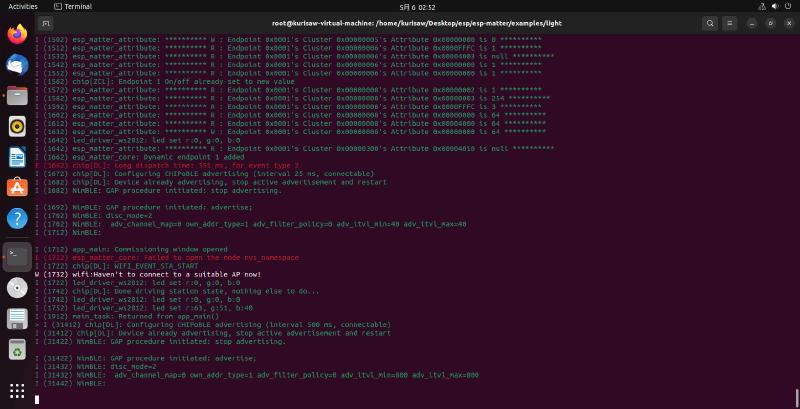 Activities
Terminal
5月 6 02:52
root@kurisaw-virtual-machine: /home/kurisaw/Desktop/esp/esp-matter/examples/light
I (1502) esp_matter_attribute: ********** W : Endpoint 0x0001's Cluster 0x00000005's Attribute 0x00000000 is 0 **********
I (1512) esp_matter_attribute: ********** R : Endpoint 0x0001's Cluster 0x00000006's Attribute 0x0000FFFC is 1 **********
I (1532) esp_matter_attribute: ********** R : Endpoint 0x0001's Cluster 0x00000006's Attribute 0x00004003 is null **********
I (1542) esp_matter_attribute: ********** R : Endpoint 0x0001's Cluster 0x00000006's Attribute 0x00000000 is 1 **********
I (1552) esp_matter_attribute: ********** R : Endpoint 0x0001's Cluster 0x00000006's Attribute 0x00000000 is 1 **********
I (1562) chip[ZCL]: Endpoint 1 On/off already set to new value
I (1572) esp_matter_attribute: ********** R : Endpoint 0x0001's Cluster 0x00000008's Attribute 0x00000002 is 1 **********
I (1582) esp_matter_attribute: ********** R : Endpoint 0x0001's Cluster 0x00000008's Attribute 0x00000003 is 254 **********
I (1592) esp_matter_attribute: ********** R : Endpoint 0x0001's Cluster 0x00000008's Attribute 0x0000FFFC is 3 **********
I (1602) esp_matter_attribute: ********** R : Endpoint 0x0001's Cluster 0x00000008's Attribute 0x00000000 is 64 **********
I (1612) esp_matter_attribute: ********** R : Endpoint 0x0001's Cluster 0x00000008's Attribute 0x00004000 is 64 **********
I (1632) esp_matter_attribute: ********** W : Endpoint 0x0001's Cluster 0x00000008's Attribute 0x00000000 is 64 **********
I (1642) led_driver_ws2812: led set r:0, g:0, b:0
I (1652) esp_matter_attribute: ********** R : Endpoint 0x0001's Cluster 0x00000300's Attribute 0x00004010 is null **********
I (1662) esp_matter_core: Dynamic endpoint 1 added
E (1662) chip[DL]: Long dispatch time: 351 ms, for event type 2
I (1672) chip[DL]: Configuring CHIPoBLE advertising (interval 25 ms, connectable)
I (1682) chip[DL]: Device already advertising, stop active advertisement and restart
I (1682) NimBLE: GAP procedure initiated: stop advertising.
I (1692) NimBLE: GAP procedure initiated: advertise;
I (1702) NimBLE: disc_mode=2
I (1702) NimBLE:  adv_channel_map=0 own_addr_type=1 adv_filter_policy=0 adv_itvl_min=40 adv_itvl_max=40
I (1712) NimBLE:
I (1712) app_main: Commissioning window opened
E (1712) esp_matter_core: Failed to open the node nvs_namespace
I (1722) chip[DL]: WIFI_EVENT_STA_START
W (1732) wifi:Haven't to connect to a suitable AP now!
I (1742) led_driver_ws2812: led set r:0, g:0, b:0
I (1742) chip[DL]: Done driving station state, nothing else to do...
I (1742) led_driver_ws2812: led set r:0, g:0, b:0
I (1752) led_driver_ws2812: led set r:63, g:51, b:40
I (1912) main_task: Returned from app_main()
> I (31412) chip[DL]: Configuring CHIPoBLE advertising (interval 500 ms, connectable)
I (31412) chip[DL]: Device already advertising, stop active advertisement and restart
I (31422) NimBLE: GAP procedure initiated: stop advertising.
I (31422) NimBLE: GAP procedure initiated: advertise;
I (31432) NimBLE: disc_mode=2
I (31432) NimBLE:  adv_channel_map=0 own_addr_type=1 adv_filter_policy=0 adv_itvl_min=800 adv_itvl_max=800
I (31442) NimBLE: